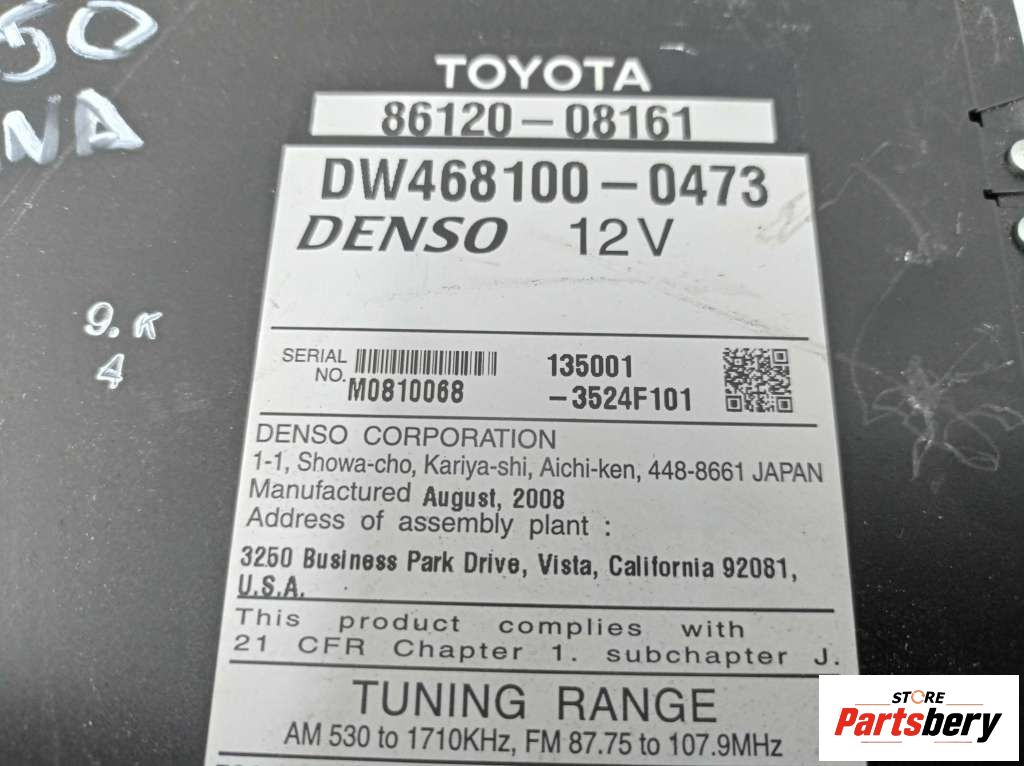 50
NA
9.K
4
TOYOTA
86120-08161
DW468100-0473
DENSO 12V
SERIAL NO. M0810068
135001
-3524F101
DENSO CORPORATION
1-1, Showa-cho, Kariya-shi, Aichi-ken, 448-8661 JAPAN
Manufactured August, 2008
Address of assembly plant :
3250 Business Park Drive, Vista, California 92081,
U.S.A.
This product complies with
21 CFR Chapter 1. subchapter J.
TUNING RANGE
AM 530 to 1710KHz, FM 87.75 to 107.9MHz
STORE
Partsbery